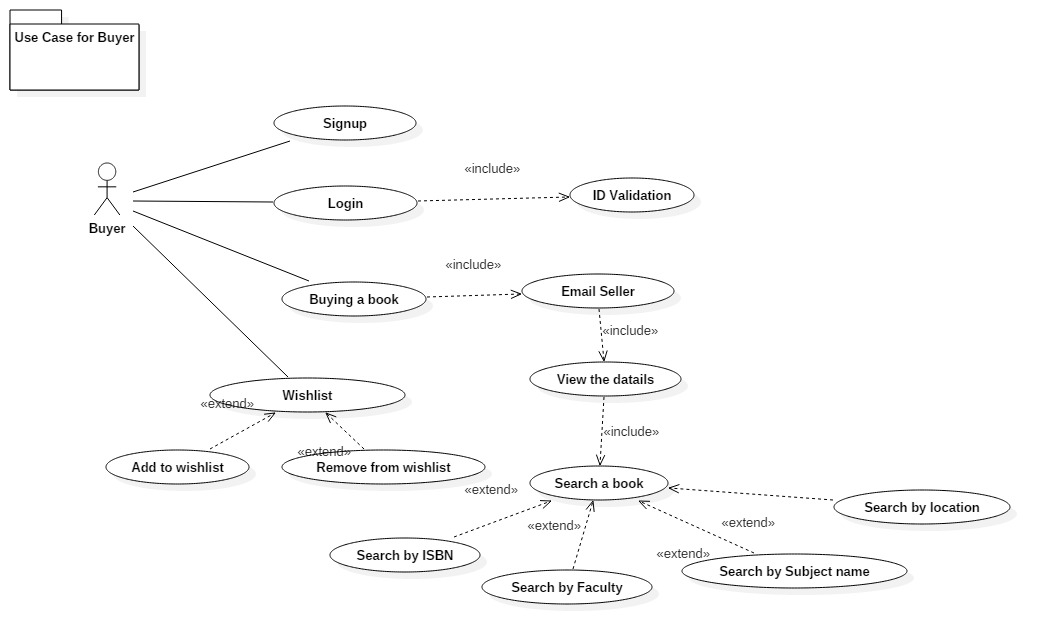 Use Case for Buyer
Signup
«include»
ID Validation
Login
Buyer
«include»
Email Seller
Buying a book
«include»
View the datails
Wishlist
«extend»
«include»
«extend»
Add to wishlist
Remove from wishlist
Search a book
«extend»
Search by location
«extend»
«extend»
«extend»
Search by ISBN
Search by Subject name
Search by Faculty